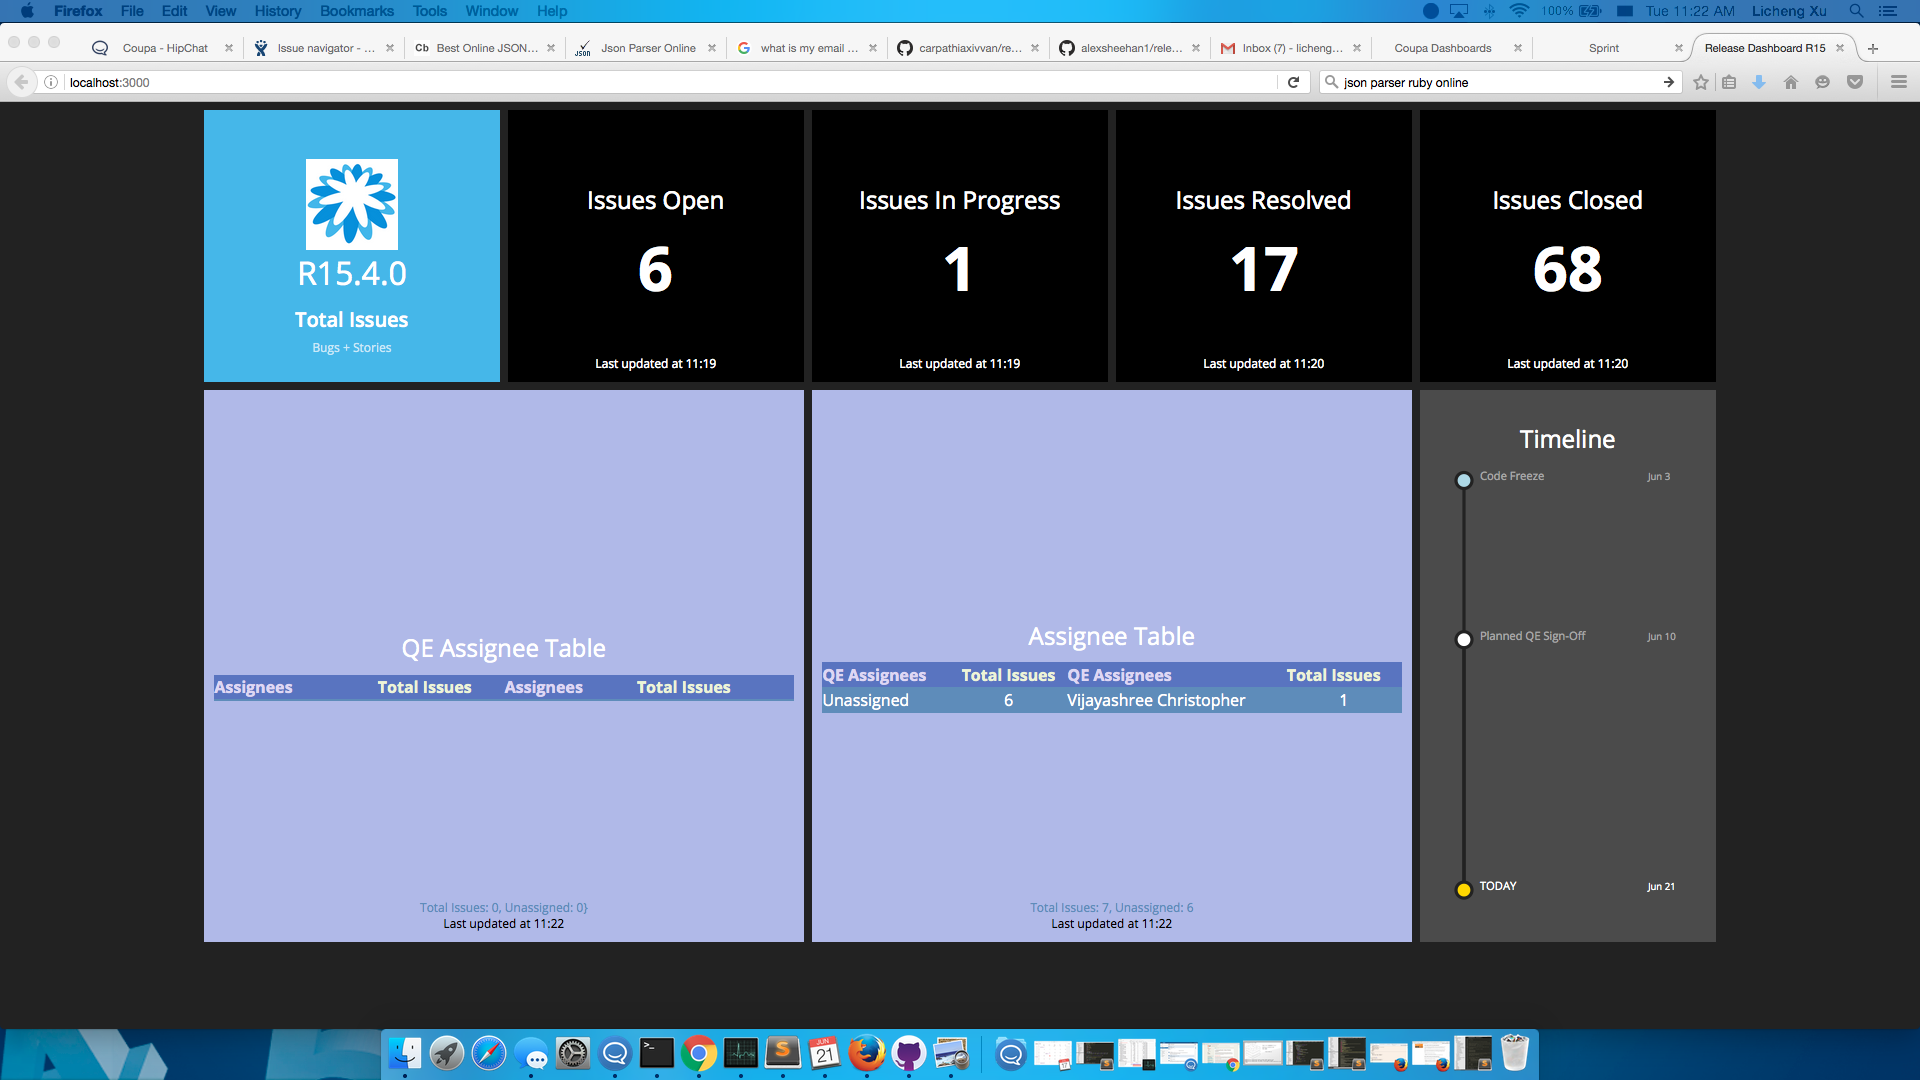 Firefox File Edit View History Bookmarks Tools Window Help 100% Tue 11:22 AM Licheng Xu
Coupa - HipChat Issue navigator - ... Cb Best Online JSON... JSON Json Parser Online what is my email ... carpathiaxivvan/re... alexsheehan1/rele... Inbox (7) - licheng... Coupa Dashboards Sprint Release Dashboard R15
localhost:3000 json parser ruby online
R15.4.0
Total Issues
Bugs + Stories
Issues Open
6
Last updated at 11:19
Issues In Progress
1
Last updated at 11:19
Issues Resolved
17
Last updated at 11:20
Issues Closed
68
Last updated at 11:20
QE Assignee Table
Assignees Total Issues Assignees Total Issues
Total Issues: 0, Unassigned: 0}
Last updated at 11:22
Assignee Table
QE Assignees Total Issues QE Assignees Total Issues
Unassigned 6 Vijayashree Christopher 1
Total Issues: 7, Unassigned: 6
Last updated at 11:22
Timeline
Code Freeze Jun 3
Planned QE Sign-Off Jun 10
TODAY Jun 21
JUN
21